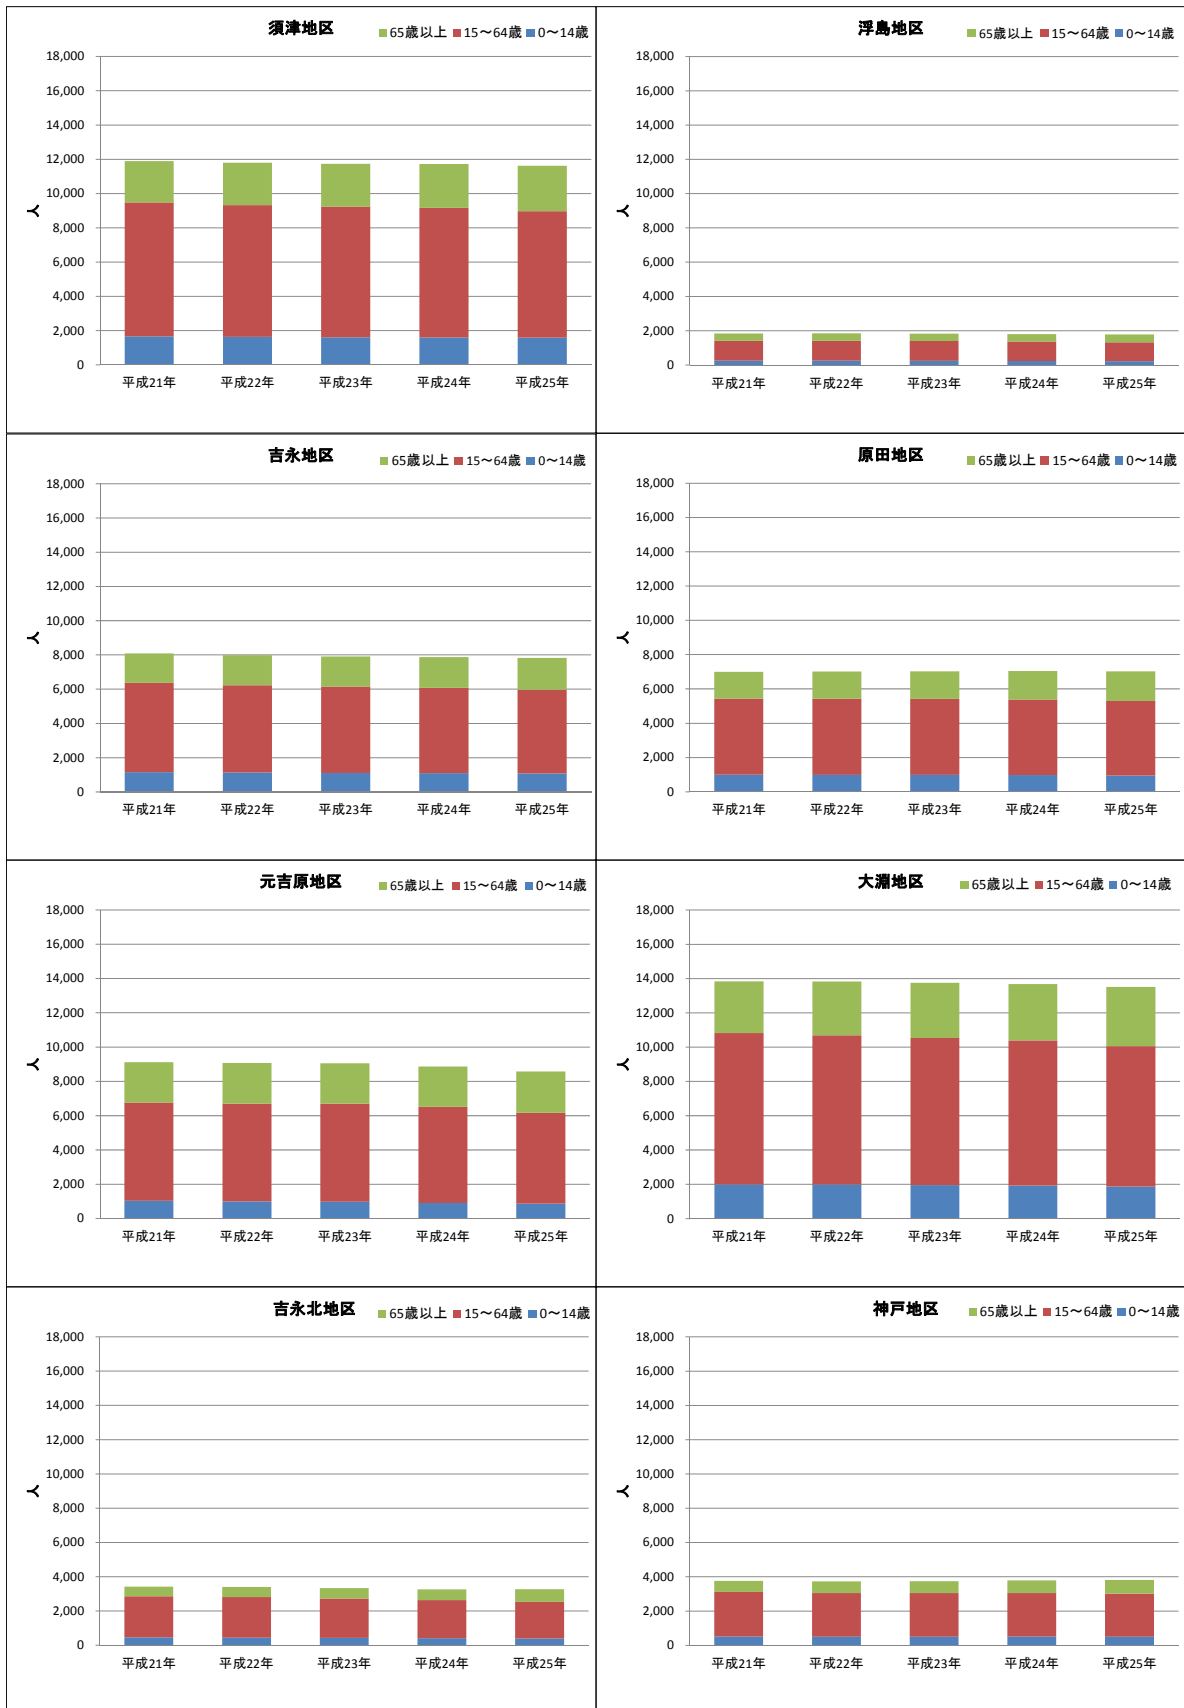 須津地区
65歳以上 15～64歳 0～14歳
18,000
16,000
14,000
12,000
10,000
8,000
6,000
4,000
2,000
0
人
平成21年 平成22年 平成23年 平成24年 平成25年
浮島地区
65歳以上 15～64歳 0～14歳
18,000
16,000
14,000
12,000
10,000
8,000
6,000
4,000
2,000
0
人
平成21年 平成22年 平成23年 平成24年 平成25年
吉永地区
65歳以上 15～64歳 0～14歳
18,000
16,000
14,000
12,000
10,000
8,000
6,000
4,000
2,000
0
人
平成21年 平成22年 平成23年 平成24年 平成25年
原田地区
65歳以上 15～64歳 0～14歳
18,000
16,000
14,000
12,000
10,000
8,000
6,000
4,000
2,000
0
人
平成21年 平成22年 平成23年 平成24年 平成25年
元吉原地区
65歳以上 15～64歳 0～14歳
18,000
16,000
14,000
12,000
10,000
8,000
6,000
4,000
2,000
0
人
平成21年 平成22年 平成23年 平成24年 平成25年
大淵地区
65歳以上 15～64歳 0～14歳
18,000
16,000
14,000
12,000
10,000
8,000
6,000
4,000
2,000
0
人
平成21年 平成22年 平成23年 平成24年 平成25年
吉永北地区
65歳以上 15～64歳 0～14歳
18,000
16,000
14,000
12,000
10,000
8,000
6,000
4,000
2,000
0
人
平成21年 平成22年 平成23年 平成24年 平成25年
神戸地区
65歳以上 15～64歳 0～14歳
18,000
16,000
14,000
12,000
10,000
8,000
6,000
4,000
2,000
0
人
平成21年 平成22年 平成23年 平成24年 平成25年